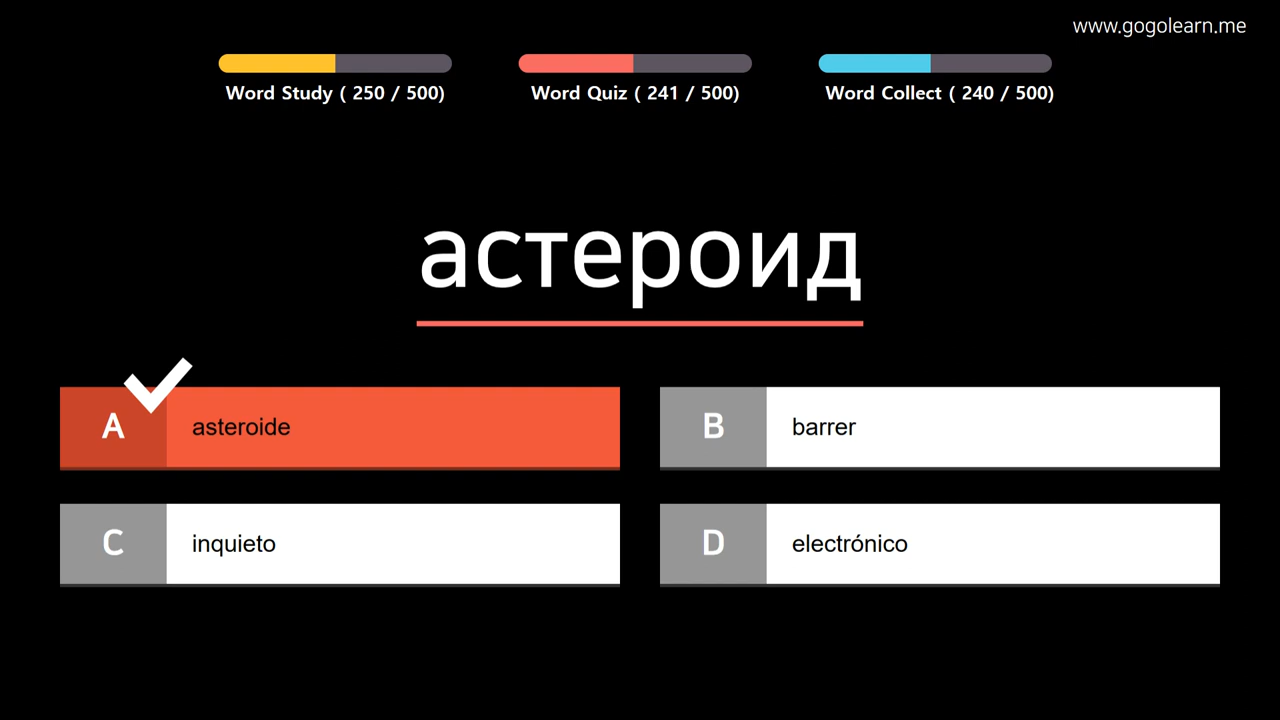 www.gogolearn.me
Word Study ( 250 / 500)
Word Quiz ( 241 / 500)
Word Collect ( 240 / 500)
астероид
A asteroide
B barrer
C inquieto
D electrónico